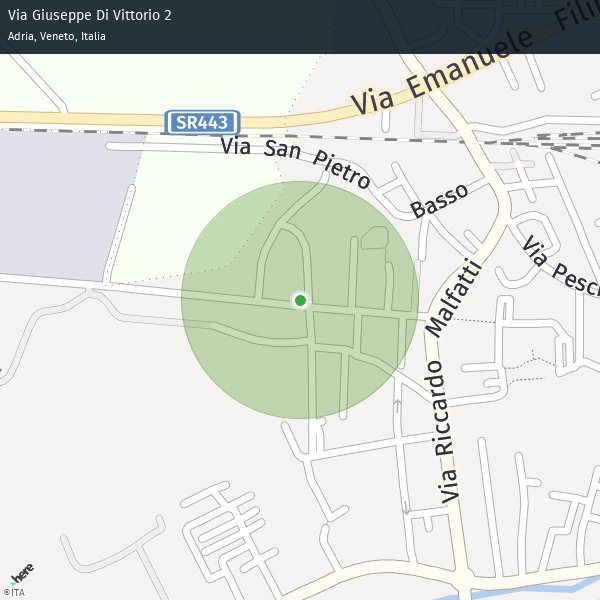 Via Giuseppe Di Vittorio 2
Adria, Veneto, Italia
Via Emanuele Fili
SR443
Via San Pietro
Basso
Via Pesc
Via Riccardo Malfatti
here
©ITA